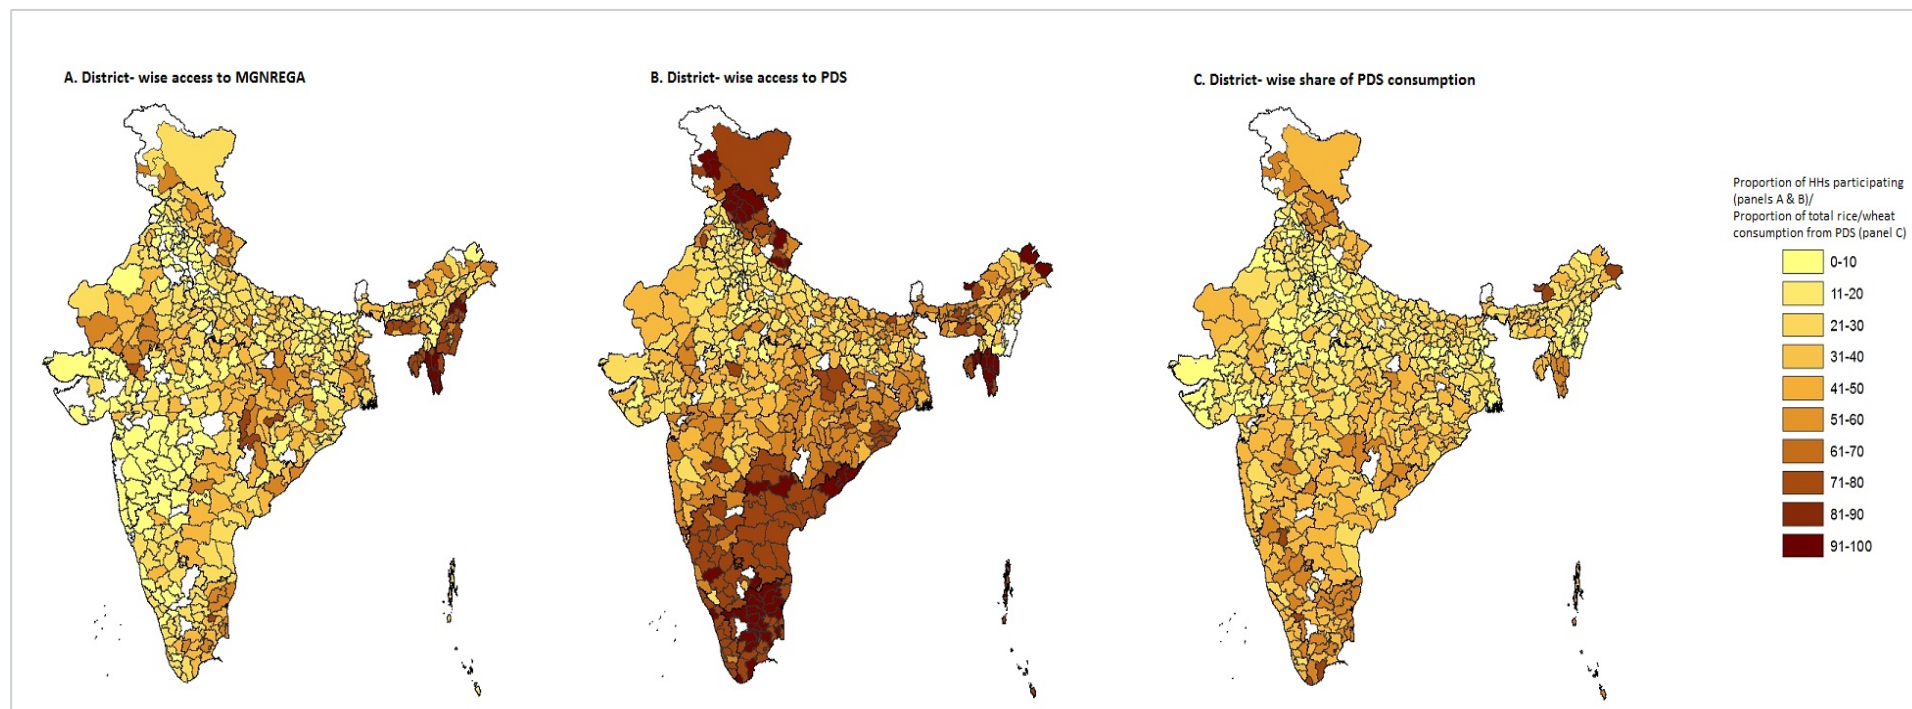 A. District- wise access to MGNREGA
B. District- wise access to PDS
C. District- wise share of PDS consumption
Proportion of HHs participating
(panels A & B)/
Proportion of total rice/wheat
consumption from PDS (panel C)
0-10
11-20
21-30
31-40
41-50
51-60
61-70
71-80
81-90
91-100